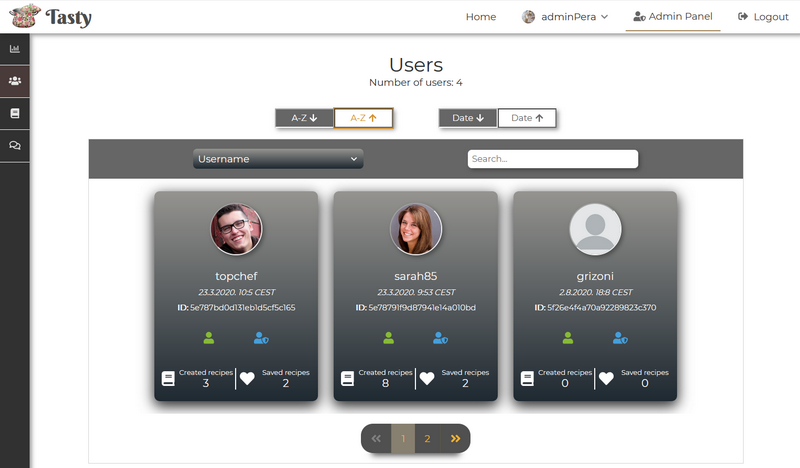 Tasty
Home
adminPera
Admin Panel
Logout
Users
Number of users: 4
A-Z
A-Z
Date
Date
Username
Search...
topchef
23.3.2020. 10:5 CEST
ID: 5e787bd0d131eb1d5cf5c165
Created recipes
3
Saved recipes
2
sarah85
23.3.2020. 9:53 CEST
ID: 5e78791f9d87941e14a010bd
Created recipes
8
Saved recipes
2
grizoni
2.8.2020. 18:8 CEST
ID: 5f26e4f4a70a92289823c370
Created recipes
0
Saved recipes
0
1
2